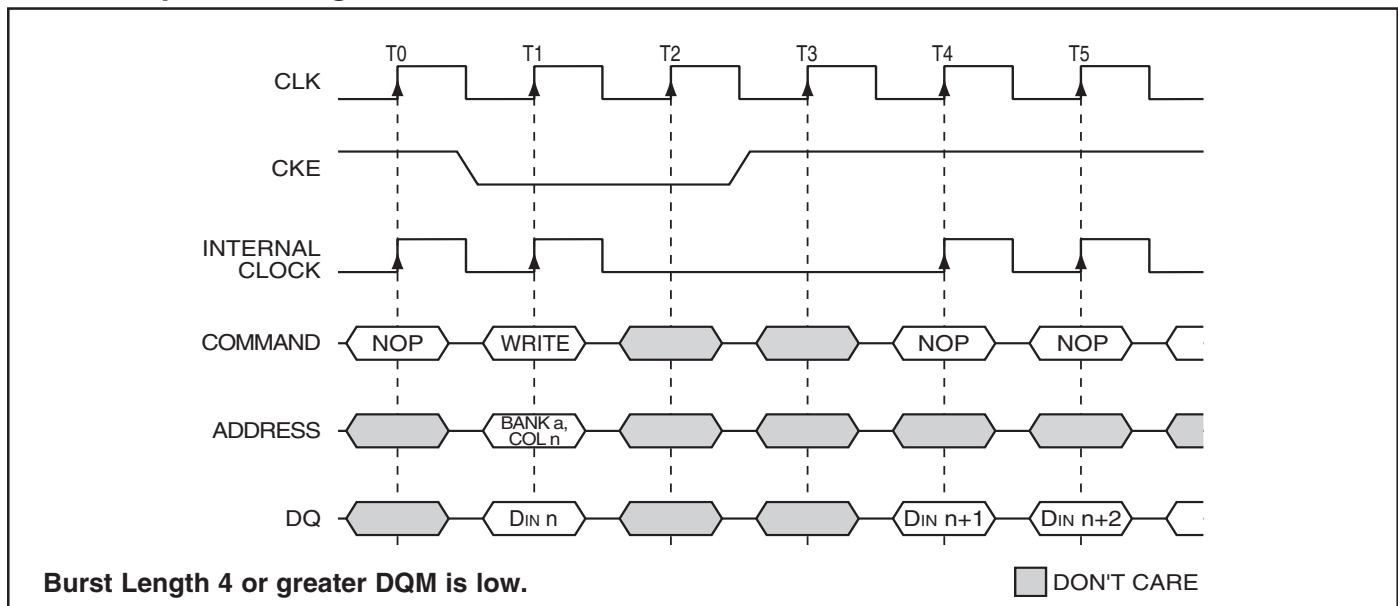 T0 T1 T2 T3 T4 T5
CLK
CKE
INTERNAL
CLOCK
COMMAND NOP WRITE NOP NOP
ADDRESS BANK a,
COL n
DQ DIN n DIN n+1 DIN n+2
Burst Length 4 or greater DQM is low.
DON'T CARE